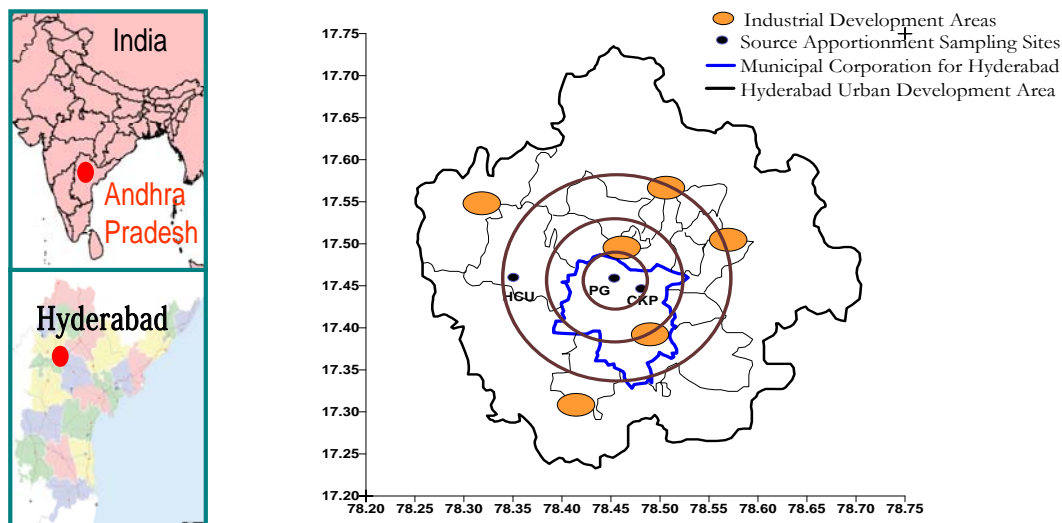 India
Andhra
Pradesh
Hyderabad
Industrial Development Areas
Source Apportionment Sampling Sites
Municipal Corporation for Hyderabad
Hyderabad Urban Development Area
17.75
17.70
17.65
17.60
17.55
17.50
17.45
17.40
17.35
17.30
17.25
17.20
HCU
PG
CKP
78.20 78.25 78.30 78.35 78.40 78.45 78.50 78.55 78.60 78.65 78.70 78.75